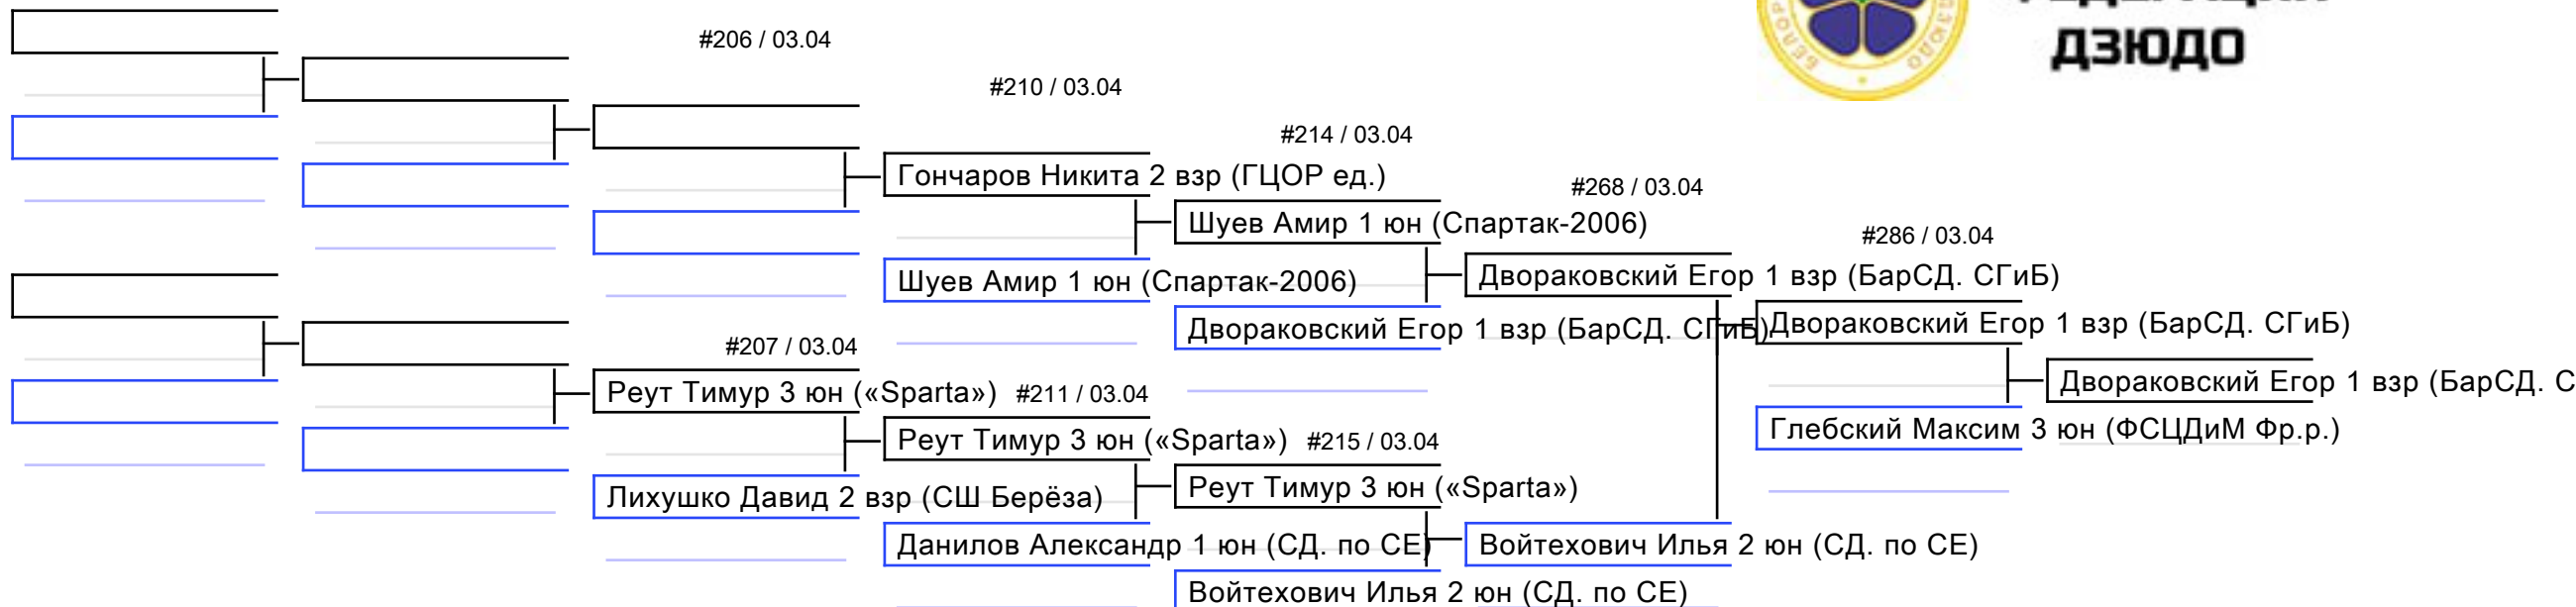 ДЗЮДО
#206 / 03.04
#210 / 03.04
#214 / 03.04
Гончаров Никита 2 взр (ГЦОР ед.)
#268 / 03.04
Шуев Амир 1 юн (Спартак-2006)
#286 / 03.04
Шуев Амир 1 юн (Спартак-2006)
Двораковский Егор 1 взр (БарСД. СГиБ)
Двораковский Егор 1 взр (БарСД. СГиБ)
Двораковский Егор 1 взр (БарСД. СГиБ)
#207 / 03.04
Реут Тимур 3 юн («Sparta»)
#211 / 03.04
Двораковский Егор 1 взр (БарСД. С
Реут Тимур 3 юн («Sparta»)
#215 / 03.04
Глебский Максим 3 юн (ФСЦДиМ Фр.р.)
Лихушко Давид 2 взр (СШ Берёза)
Реут Тимур 3 юн («Sparta»)
Данилов Александр 1 юн (СД. по СЕ)
Войтехович Илья 2 юн (СД. по СЕ)
Войтехович Илья 2 юн (СД. по СЕ)